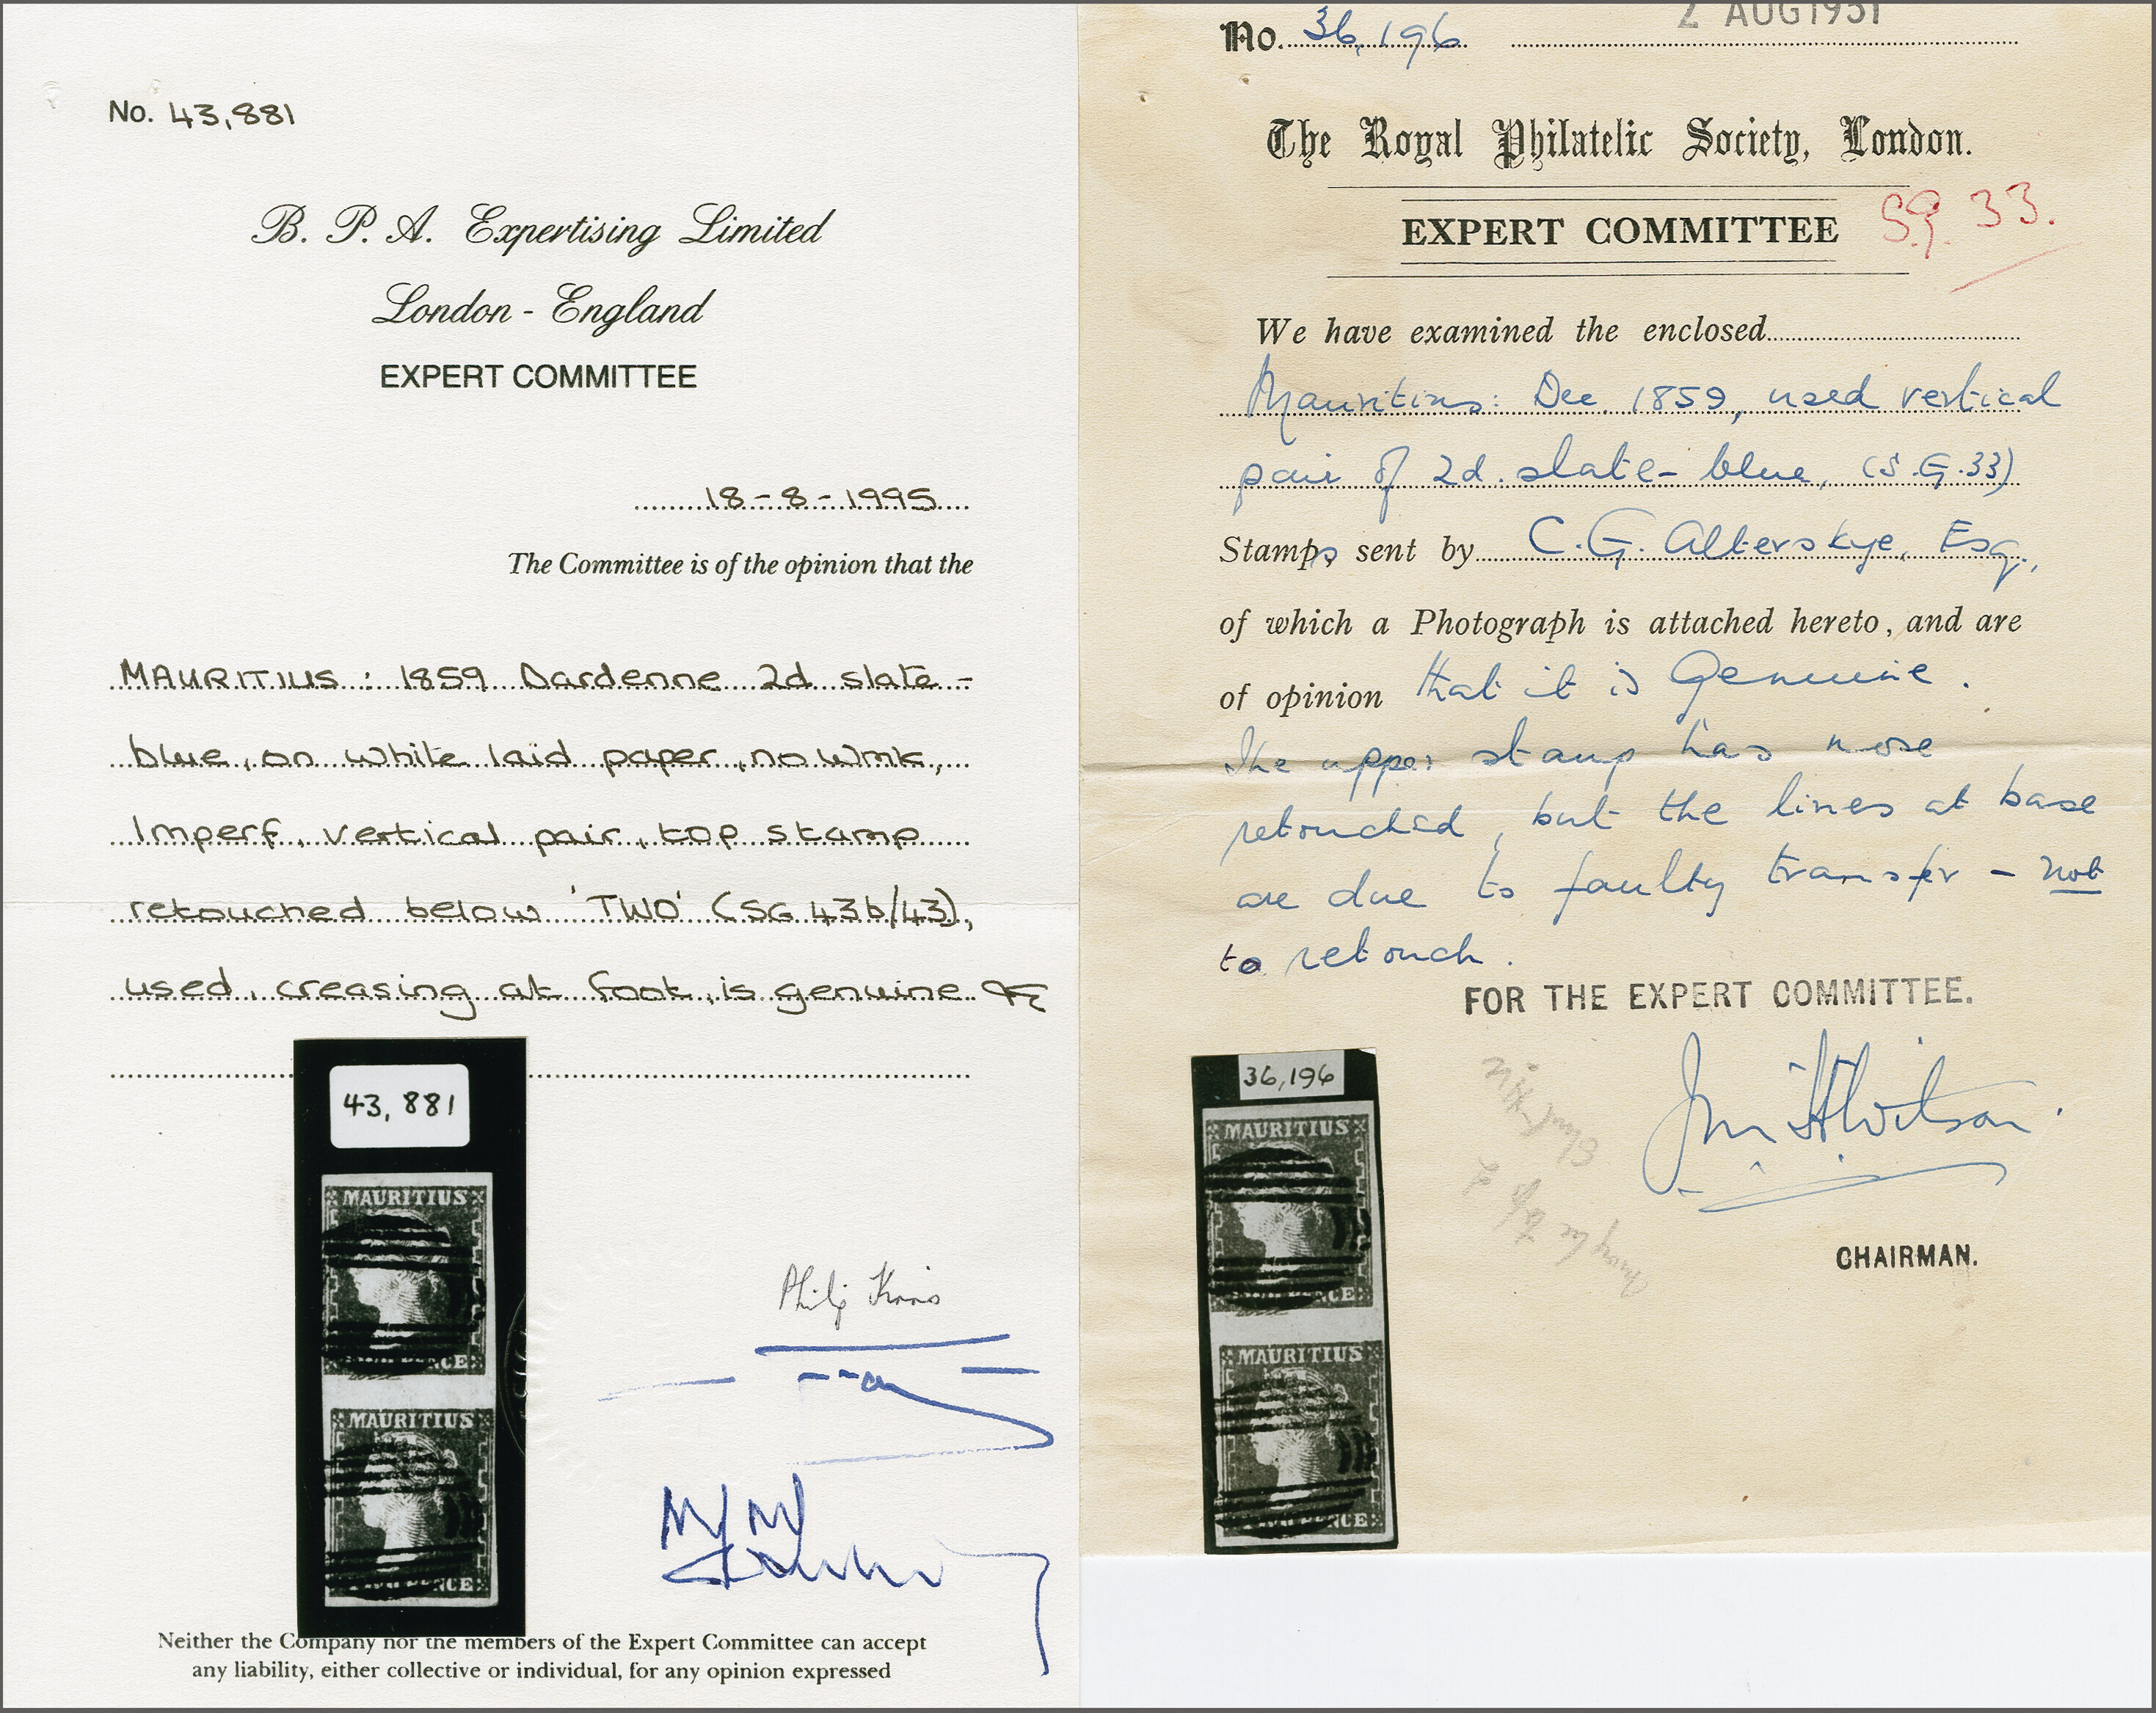 No. 43,881
B. P. A. Expertising Limited
London - England
EXPERT COMMITTEE
18-8-1995
The Committee is of the opinion that the
MAURITIUS : 1859 Dardenne 2d slate-
blue, on white laid paper, no wmk,
Imperf, vertical pair, top stamp
retouched below 'TWO' (SG 43b/43),
used, creasing at foot, is genuine
43, 881
MAURITIUS
MAURITIUS
Neither the Company nor the members of the Expert Committee can accept
any liability, either collective or individual, for any opinion expressed
No. 36,196
2 AUG 1951
The Royal Philatelic Society, London.
EXPERT COMMITTEE
S.G. 33.
We have examined the enclosed
Mauritius: Dec. 1859, used vertical
pair of 2d. slate-blue, (S.G.33)
Stamps sent by C.G. Alterskye, Esq.,
of which a Photograph is attached hereto, and are
of opinion that it is Genuine.
The upper stamp has nose
retouched, but the lines at base
are due to faulty transfer - not
to retouch.
FOR THE EXPERT COMMITTEE.
36,196
MAURITIUS
MAURITIUS
CHAIRMAN.